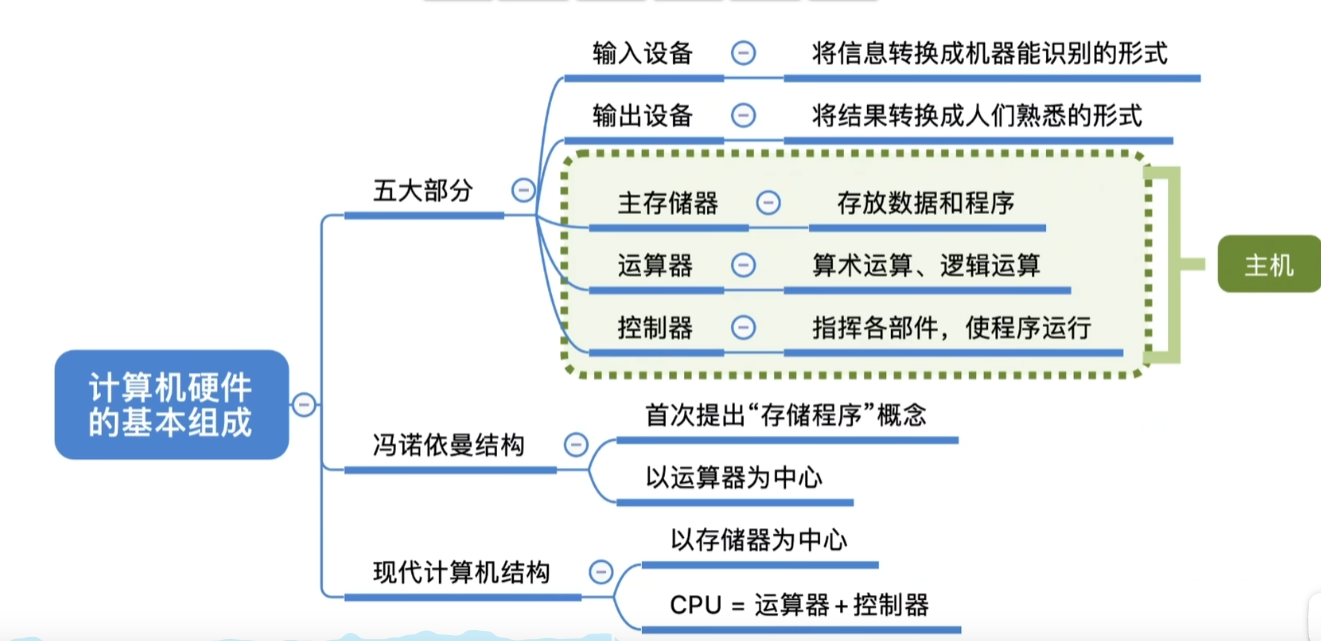 输入设备
将信息转换成机器能识别的形式
输出设备
将结果转换成人们熟悉的形式
五大部分
主存储器
存放数据和程序
运算器
算术运算、逻辑运算
主机
控制器
指挥各部件，使程序运行
计算机硬件
的基本组成
冯诺依曼结构
首次提出“存储程序”概念
以运算器为中心
现代计算机结构
以存储器为中心
CPU = 运算器+控制器